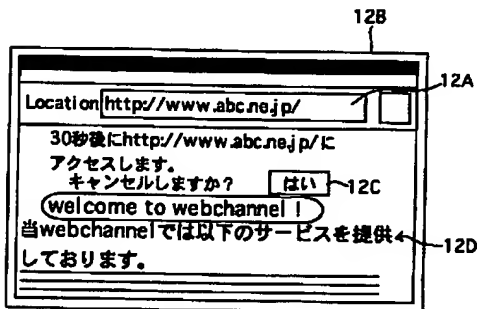 12B
12A
Location http://www.abc.ne.jp/
30秒後にhttp://www.abc.ne.jp/に
アクセスします。
キャンセルしますか? はい 12C
welcome to webchannel !
当webchannelでは以下のサービスを提供 12D
しております。